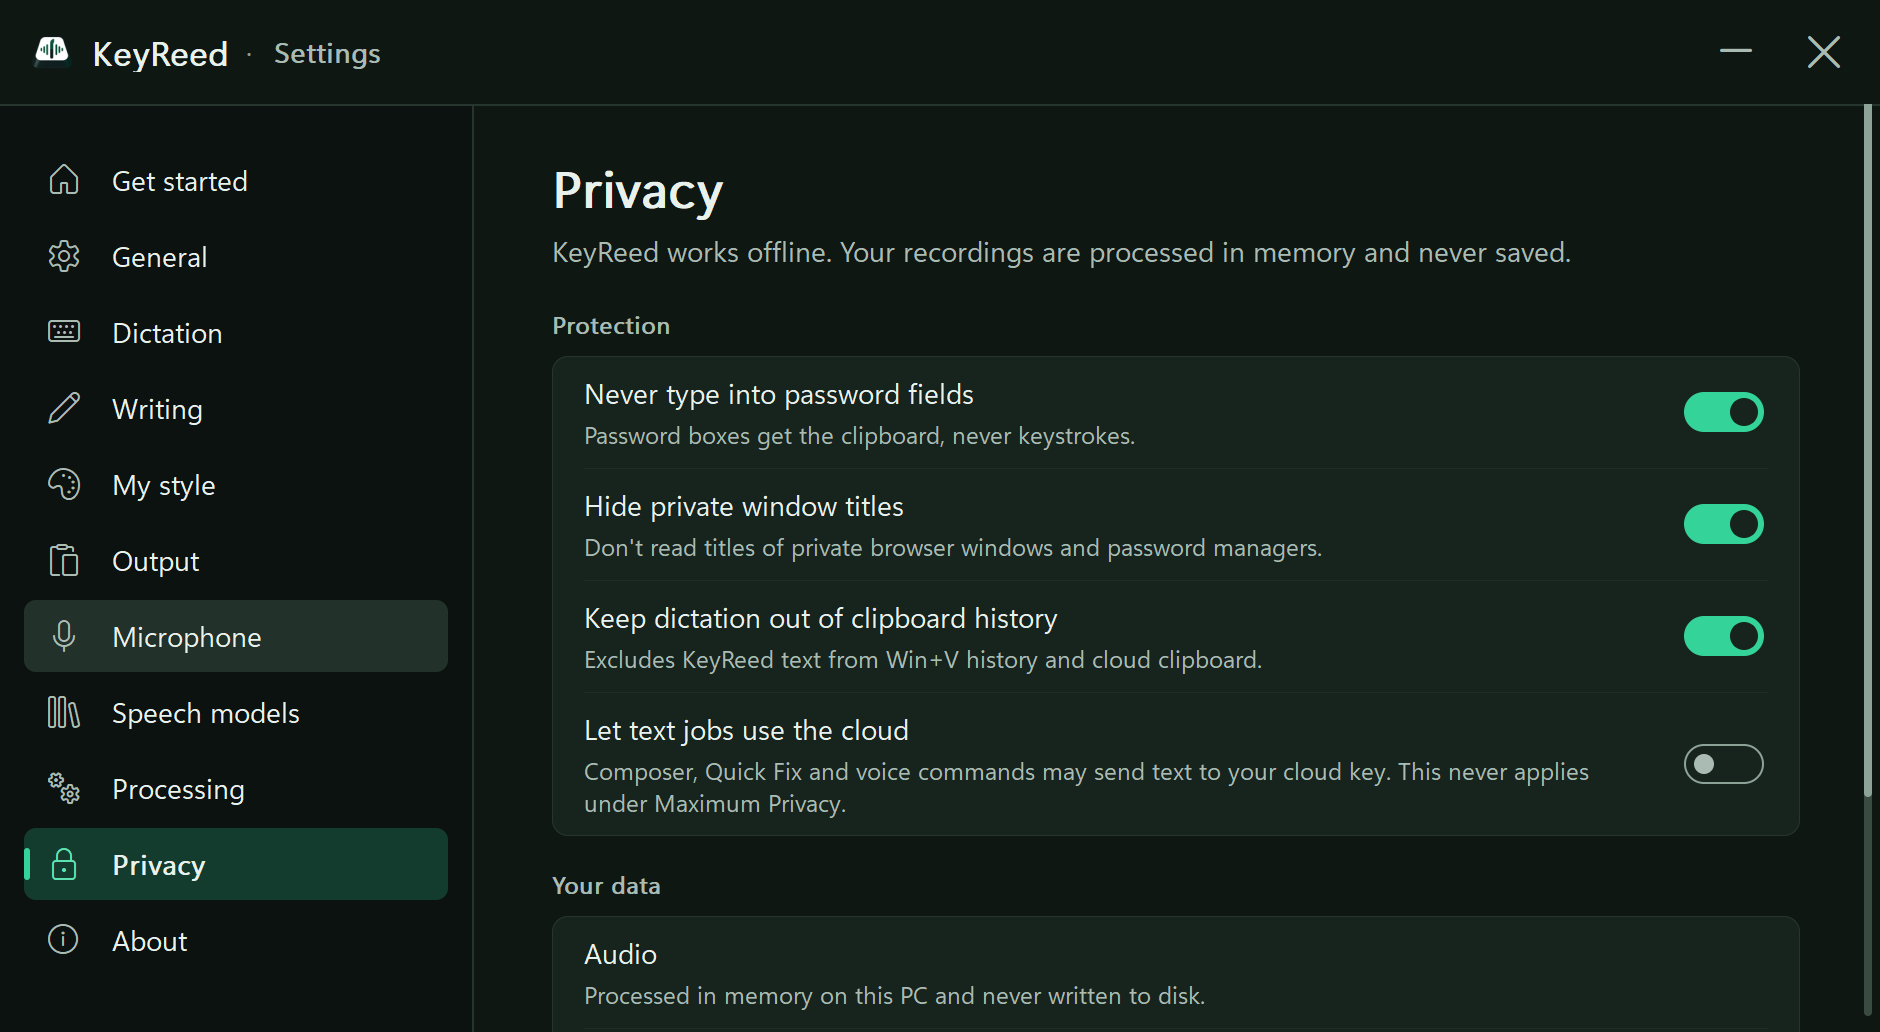 KeyReed · Settings
Get started
General
Dictation
Writing
My style
Output
Microphone
Speech models
Processing
Privacy
About
Privacy
KeyReed works offline. Your recordings are processed in memory and never saved.
Protection
Never type into password fields
Password boxes get the clipboard, never keystrokes.
Hide private window titles
Don't read titles of private browser windows and password managers.
Keep dictation out of clipboard history
Excludes KeyReed text from Win+V history and cloud clipboard.
Let text jobs use the cloud
Composer, Quick Fix and voice commands may send text to your cloud key. This never applies
under Maximum Privacy.
Your data
Audio
Processed in memory on this PC and never written to disk.